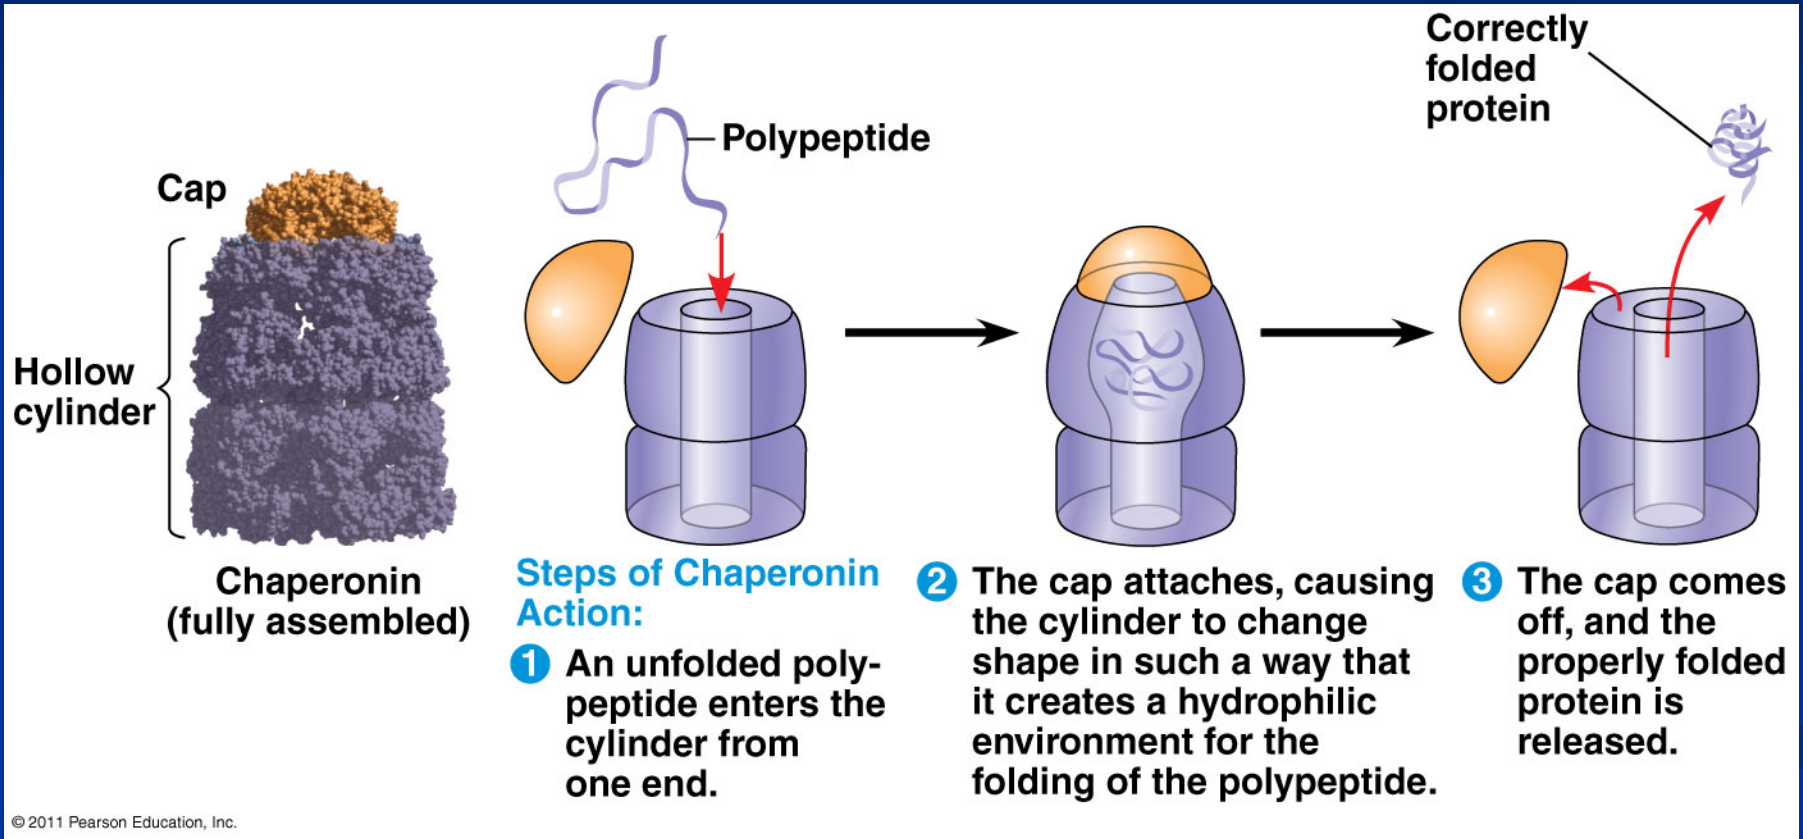 Cap
Hollow
cylinder
Chaperonin
(fully assembled)
Polypeptide
Correctly
folded
protein
Steps of Chaperonin
Action:
1 An unfolded poly-
peptide enters the
cylinder from
one end.
2 The cap attaches, causing
the cylinder to change
shape in such a way that
it creates a hydrophilic
environment for the
folding of the polypeptide.
3 The cap comes
off, and the
properly folded
protein is
released.
© 2011 Pearson Education, Inc.